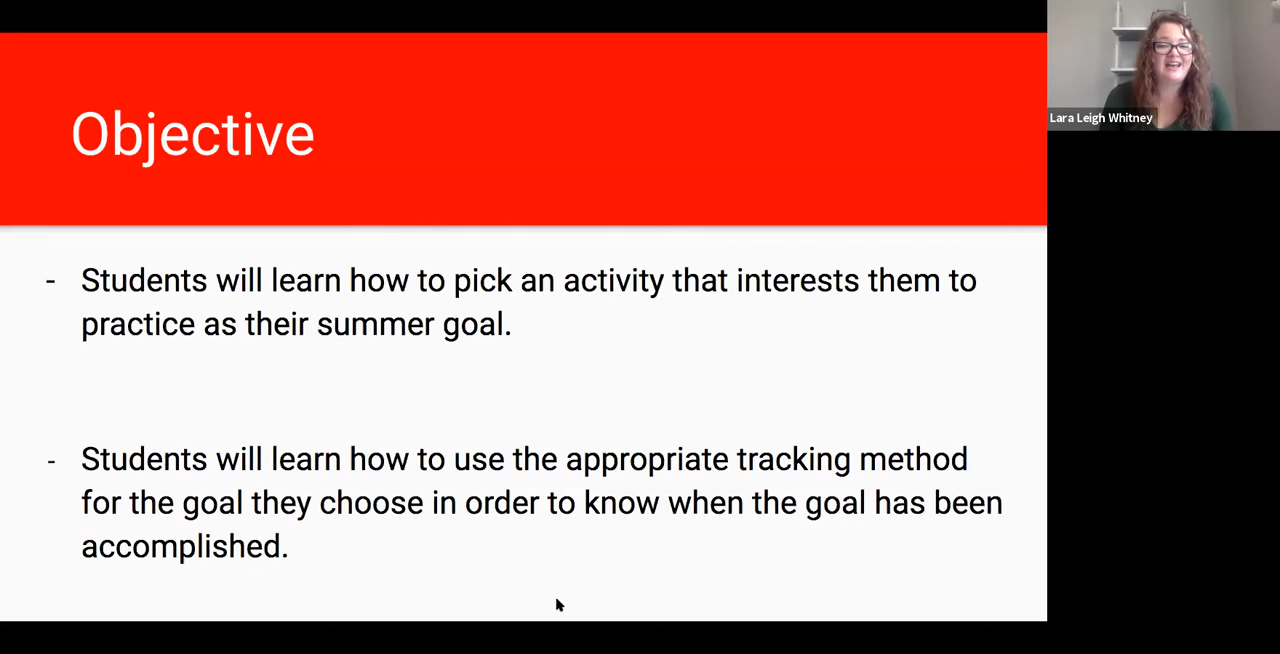 Objective
Lara Leigh Whitney
- Students will learn how to pick an activity that interests them to
practice as their summer goal.
- Students will learn how to use the appropriate tracking method
for the goal they choose in order to know when the goal has been
accomplished.